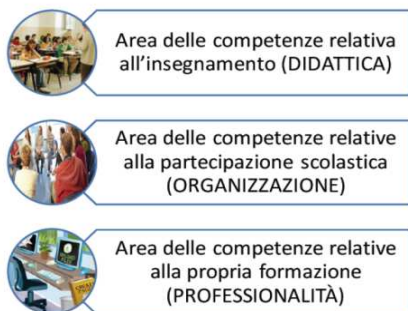 Area delle competenze relativa
all'insegnamento (DIDATTICA)
Area delle competenze relative
alla partecipazione scolastica
(ORGANIZZAZIONE)
Area delle competenze relative
alla propria formazione
(PROFESSIONALITÀ)